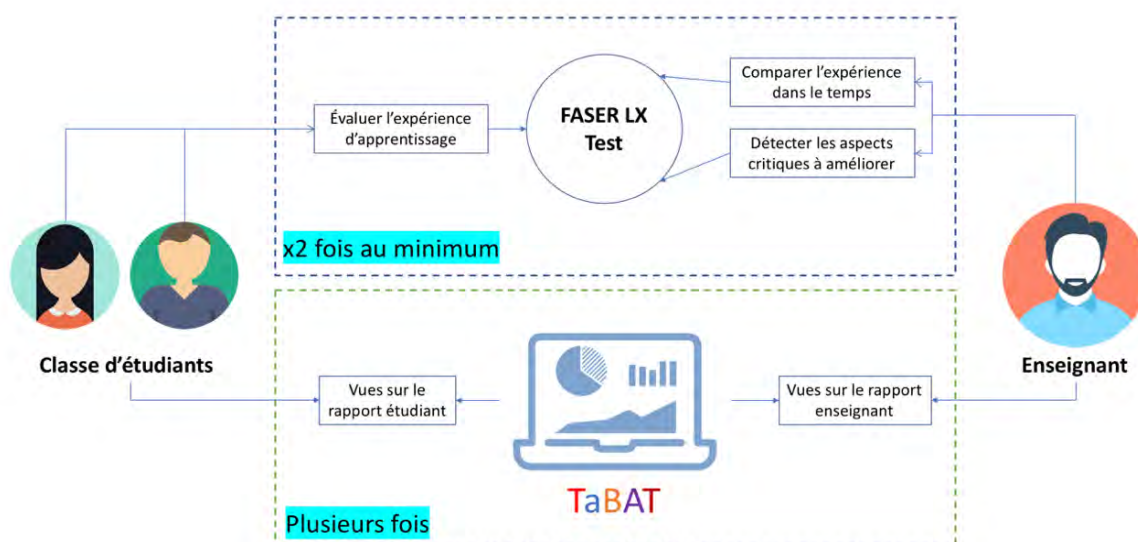 Évaluer l'expérience
d'apprentissage
FASER LX
Test
Comparer l'expérience
dans le temps
Détecter les aspects
critiques à améliorer
x2 fois au minimum
Classe d'étudiants
Enseignant
Vues sur le
rapport étudiant
Vues sur le rapport
enseignant
TaBAT
Plusieurs fois